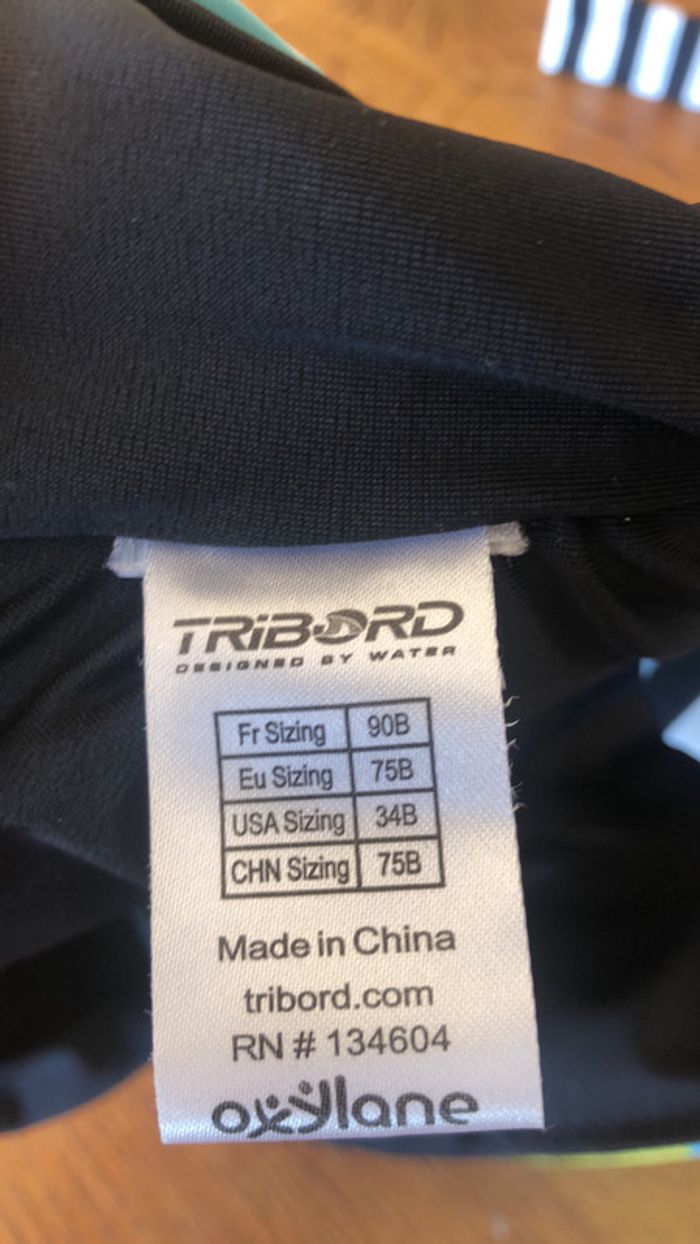 TRiBORD
DESIGNED BY WATER
Fr Sizing 90B
Eu Sizing 75B
USA Sizing 34B
CHN Sizing 75B
Made in China
tribord.com
RN # 134604
oxylane